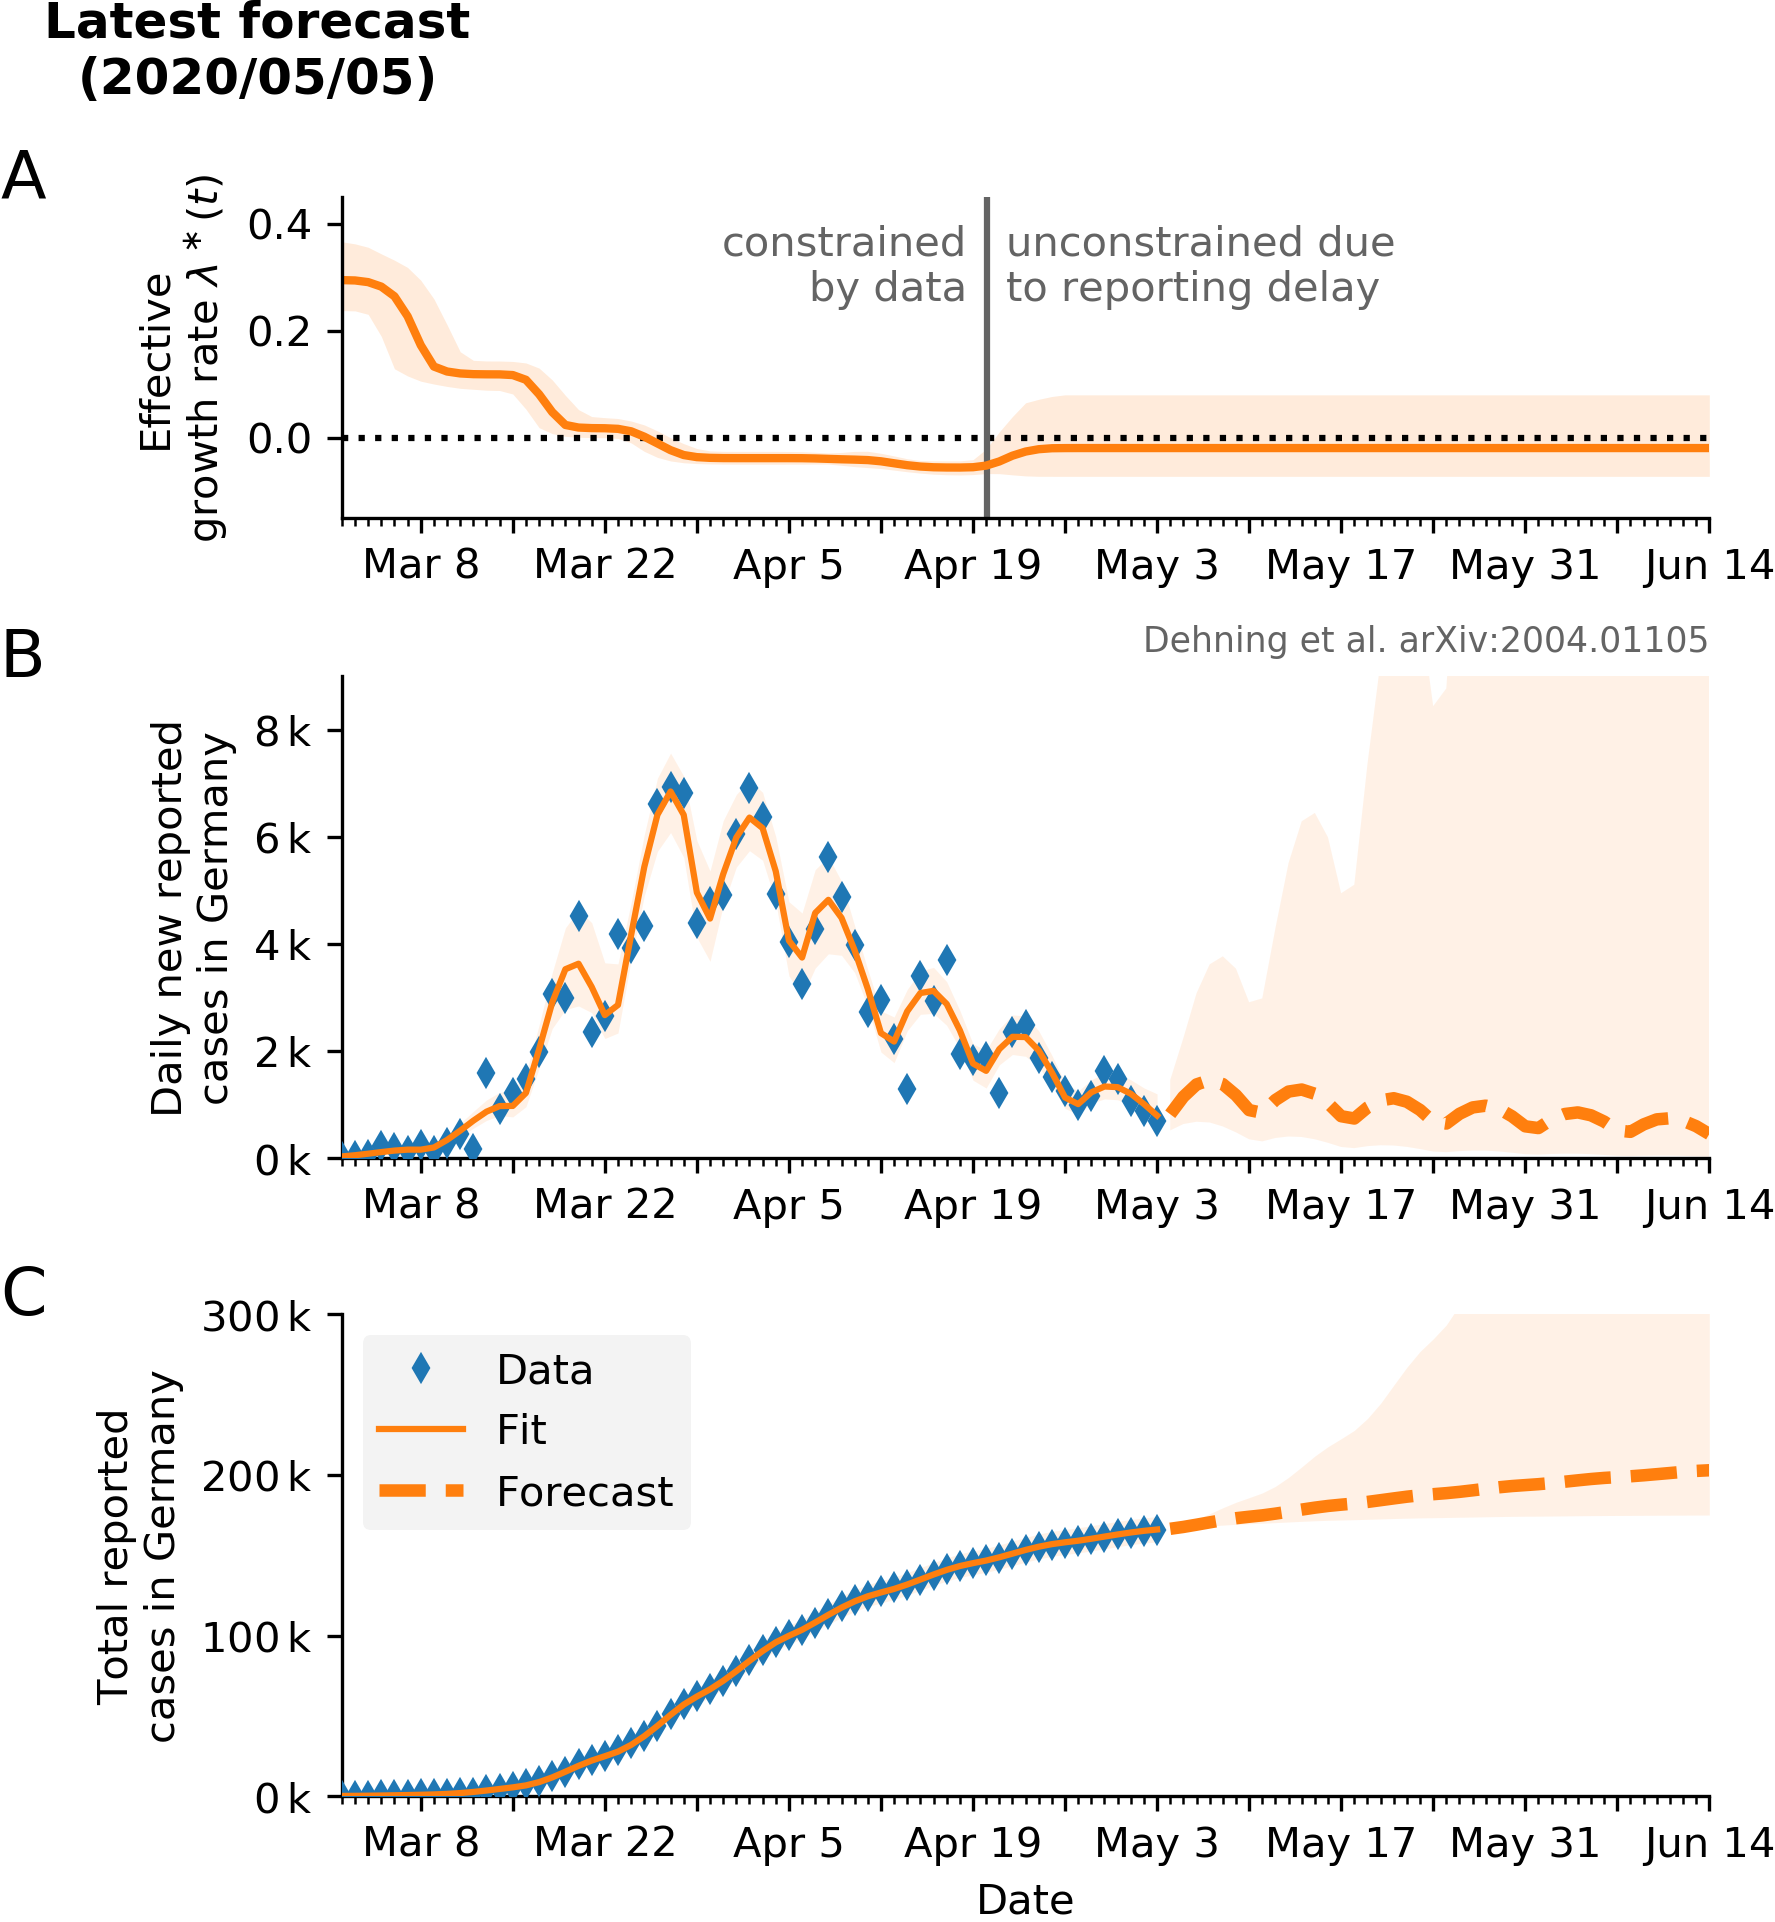 Latest forecast
(2020/05/05)
A
Effective
growth rate λ * (t)
0.4
0.2
0.0
constrained
by data
unconstrained due
to reporting delay
Mar 8 Mar 22 Apr 5 Apr 19 May 3 May 17 May 31 Jun 14
B
Dehning et al. arXiv:2004.01105
Daily new reported
cases in Germany
8 k
6 k
4 k
2 k
0 k
Mar 8 Mar 22 Apr 5 Apr 19 May 3 May 17 May 31 Jun 14
C
Total reported
cases in Germany
300 k
200 k
100 k
0 k
Data
Fit
Forecast
Mar 8 Mar 22 Apr 5 Apr 19 May 3 May 17 May 31 Jun 14
Date